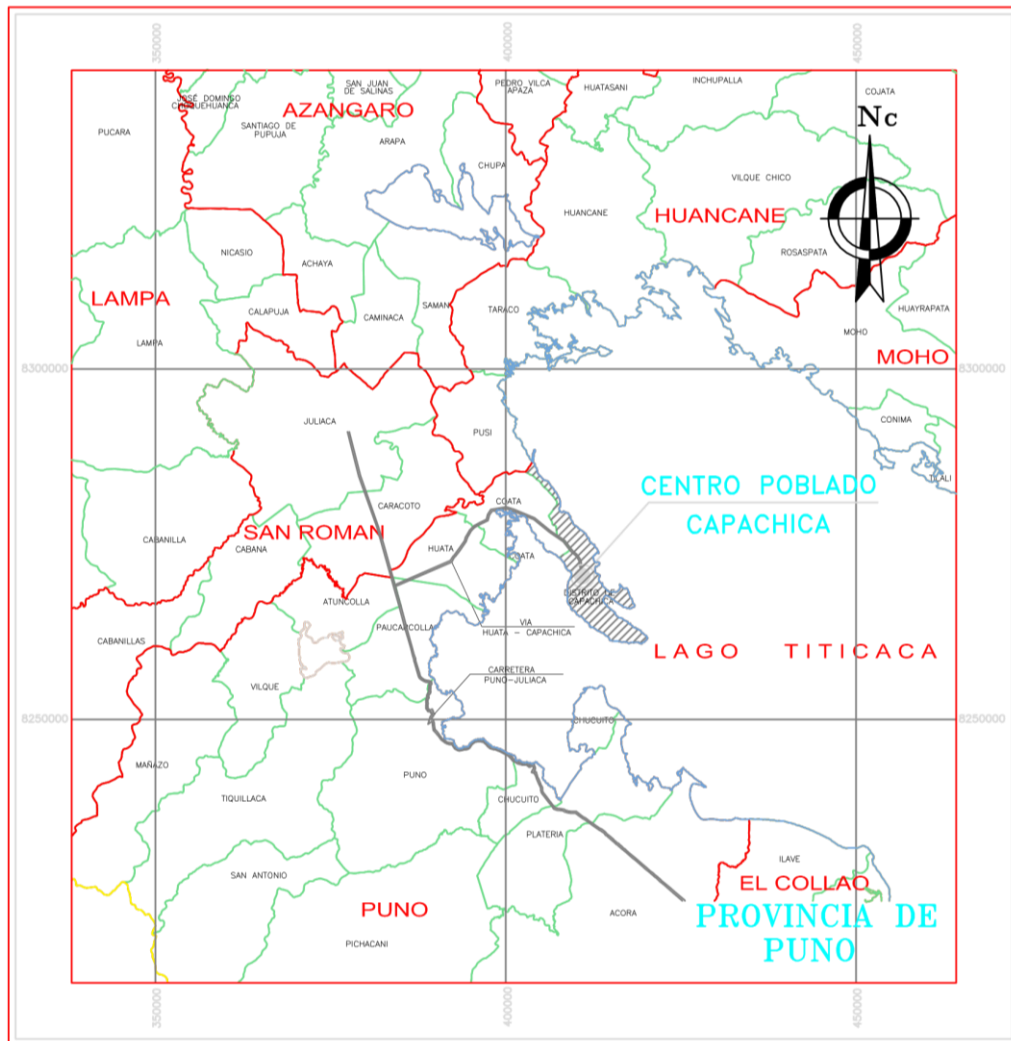 350000
400000
450000
SAN JUAN
DE SALINAS
PEDRO VILCA
APAZA
HUATASANI
INCHUPALLA
COJATA
JOSÉ DOMINGO
CHOQUEHUANCA
AZANGARO
Nc
PUCARA
SANTIAGO DE
PUPUJA
ARAPA
CHUPA
VILQUE CHICO
HUANCANE
HUANCANE
NICASIO
ACHAYA
ROSASPATA
LAMPA
CALAPUJA
CAMINACA
SAMAN
TARACO
HUAYRAPATA
LAMPA
MOHO
MOHO
8300000
8300000
JULIACA
PUSI
CONIMA
TILALI
CENTRO POBLADO
CAPACHICA
CARACOTO
COATA
SAN ROMAN
CABANILLA
CABANA
HUATA
COATA
DISTRITO DE
CAPACHICA
ATUNCOLLA
PAUCARCOLLA
VIA
HUATA - CAPACHICA
CABANILLAS
LAGO TITICACA
CARRETERA
PUNO-JULIACA
VILQUE
8250000
8250000
CHUCUITO
MAÑAZO
PUNO
TIQUILLACA
CHUCUITO
PLATERIA
ILAVE
SAN ANTONIO
EL COLLAO
PUNO
ACORA
PROVINCIA DE
PUNO
PICHACANI
350000
400000
450000